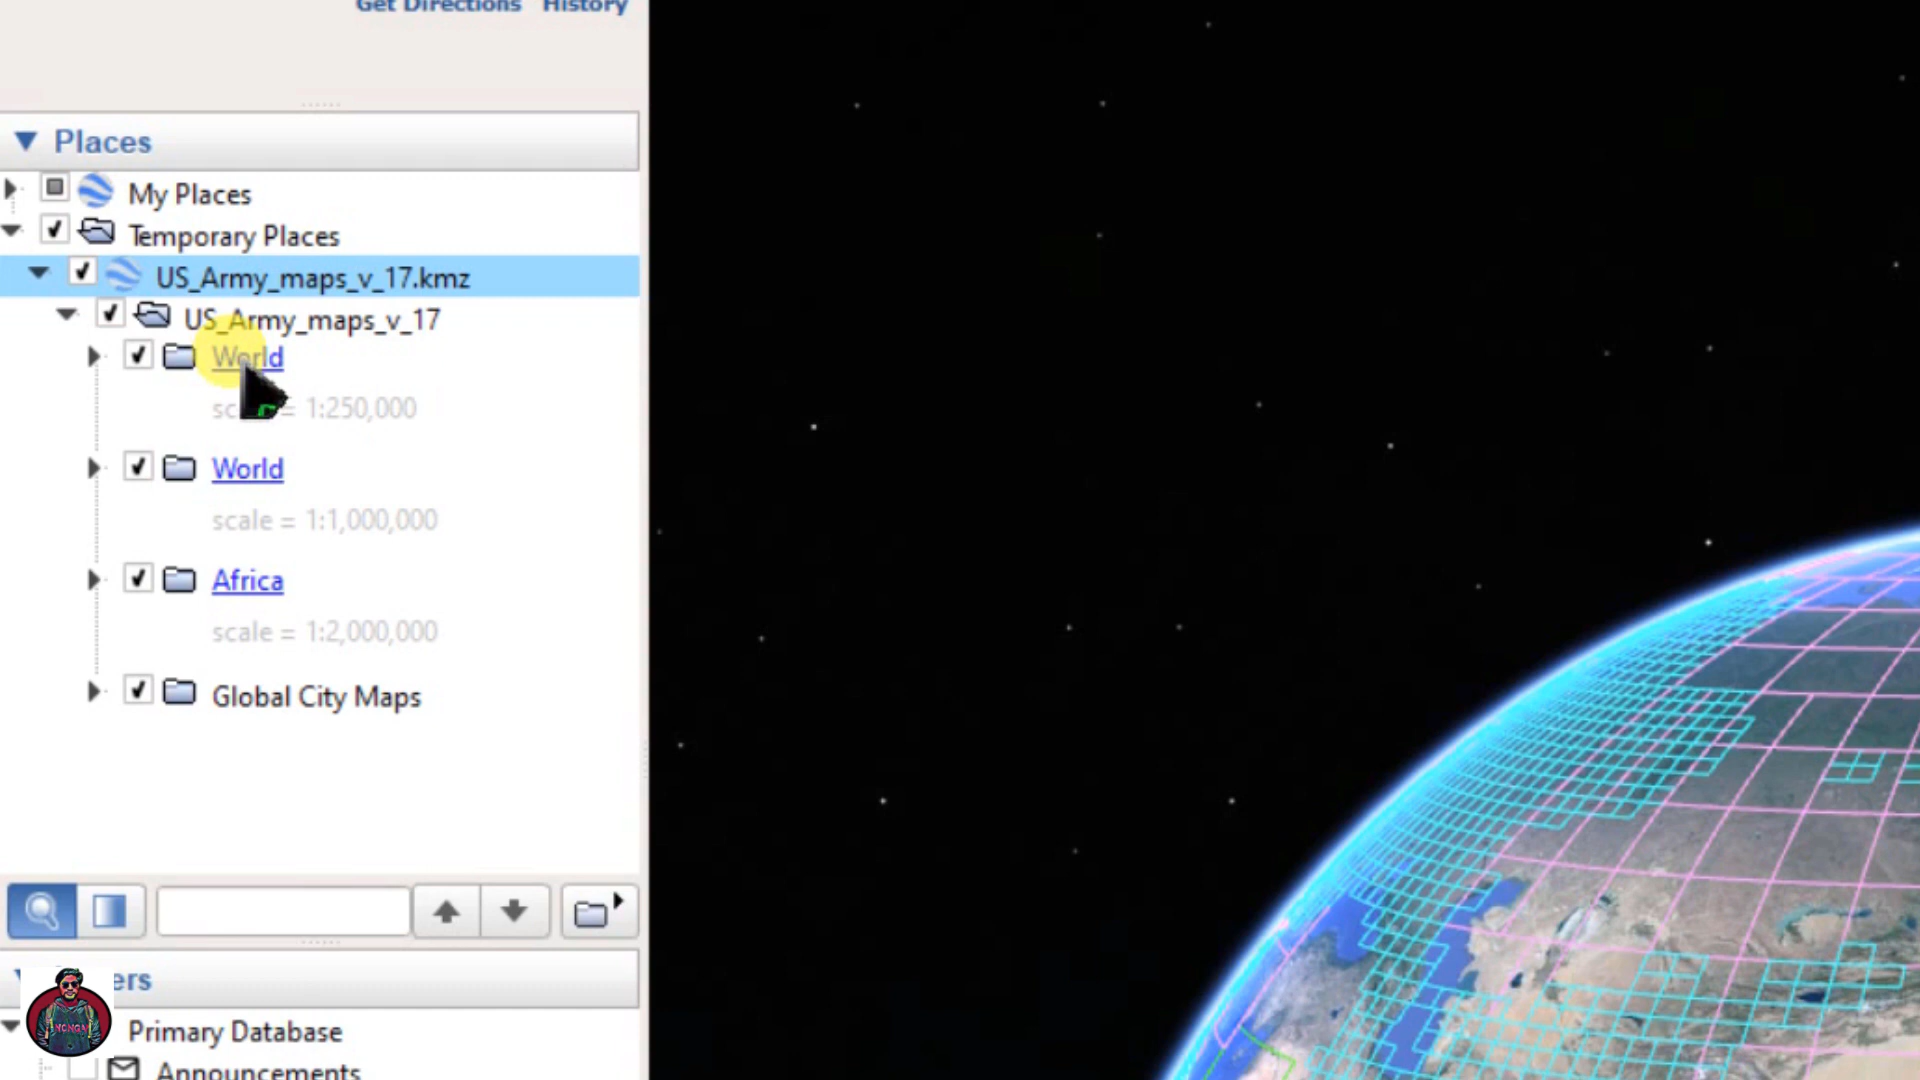 Get Directions History
Places
My Places
Temporary Places
US_Army_maps_v_17.kmz
US_Army_maps_v_17
World
= 1:250,000
World
scale = 1:1,000,000
Africa
scale = 1:2,000,000
Global City Maps
Primary Database
Announcements